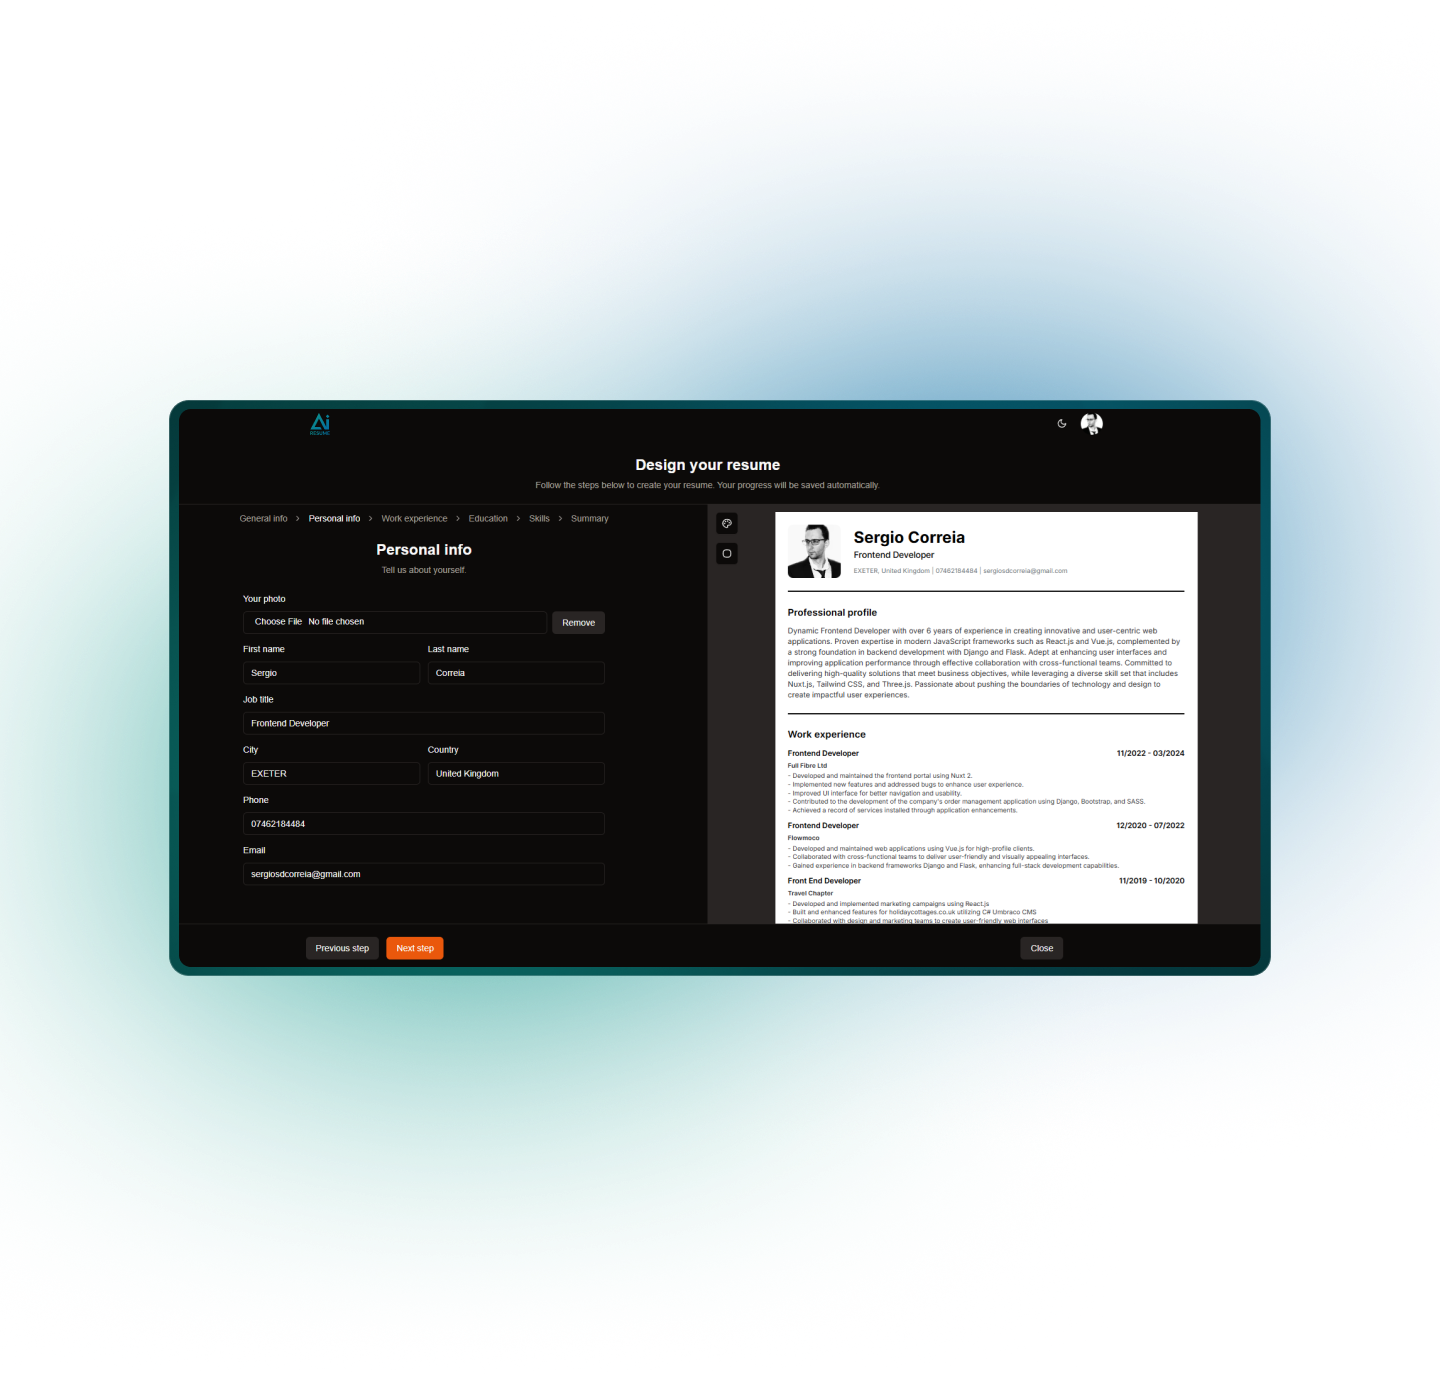 Ai
RESUME
Design your resume
Follow the steps below to create your resume. Your progress will be saved automatically.
General info > Personal info > Work experience > Education > Skills > Summary
Personal info
Tell us about yourself.
Your photo
Choose File No file chosen
Remove
First name
Last name
Sergio
Correia
Job title
Frontend Developer
City
Country
EXETER
United Kingdom
Phone
07462184484
Email
sergiosdcorreia@gmail.com
Previous step
Next step
Close
Sergio Correia
Frontend Developer
EXETER, United Kingdom | 07462184484 | sergiosdcorreia@gmail.com
Professional profile
Dynamic Frontend Developer with over 6 years of experience in creating innovative and user-centric web
applications. Proven expertise in modern JavaScript frameworks such as React.js and Vue.js, complemented by
a strong foundation in backend development with Django and Flask. Adept at enhancing user interfaces and
improving application performance through effective collaboration with cross-functional teams. Committed to
delivering high-quality solutions that meet business objectives, while leveraging a diverse skill set that includes
Nuxt.js, Tailwind CSS, and Three.js. Passionate about pushing the boundaries of technology and design to
create impactful user experiences.
Work experience
Frontend Developer 11/2022 - 03/2024
Full Fibre Ltd
- Developed and maintained the frontend portal using Nuxt 2.
- Implemented new features and addressed bugs to enhance user experience.
- Improved UI interface for better navigation and usability.
- Contributed to the development of the company's order management application using Django, Bootstrap, and SASS.
- Achieved a record of services installed through application enhancements.
Frontend Developer 12/2020 - 07/2022
Flowmoco
- Developed and maintained web applications using Vue.js for high-profile clients.
- Collaborated with cross-functional teams to deliver user-friendly and visually appealing interfaces.
- Gained experience in backend frameworks Django and Flask, enhancing full-stack development capabilities.
Front End Developer 11/2019 - 10/2020
Travel Chapter
- Developed and implemented marketing campaigns using React.js
- Built and enhanced features for holidaycottages.co.uk utilizing C# Umbraco CMS
- Collaborated with design and marketing teams to create user-friendly web interfaces